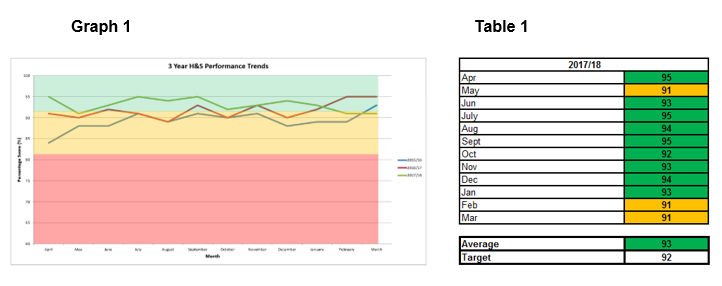 Graph 1
Table 1
3 Year H&S Performance Trends
Percentage Score (%)
100
95
90
85
80
75
70
65
60
April
May
June
July
August
September
October
November
December
January
February
March
Month
2015/16
2016/17
2017/18
2017/18
Apr 95
May 91
Jun 93
July 95
Aug 94
Sept 95
Oct 92
Nov 93
Dec 94
Jan 93
Feb 91
Mar 91
Average 93
Target 92